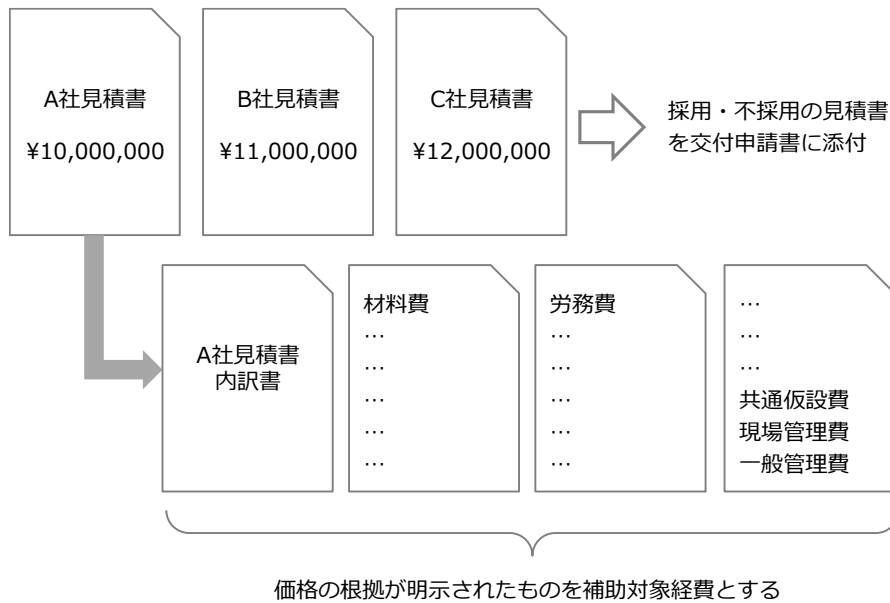 A社見積書
¥10,000,000
B社見積書
¥11,000,000
C社見積書
¥12,000,000
採用・不採用の見積書
を交付申請書に添付
A社見積書
内訳書
材料費
…
…
…
…
…
労務費
…
…
…
…
…
…
…
…
共通仮設費
現場管理費
一般管理費
価格の根拠が明示されたものを補助対象経費とする